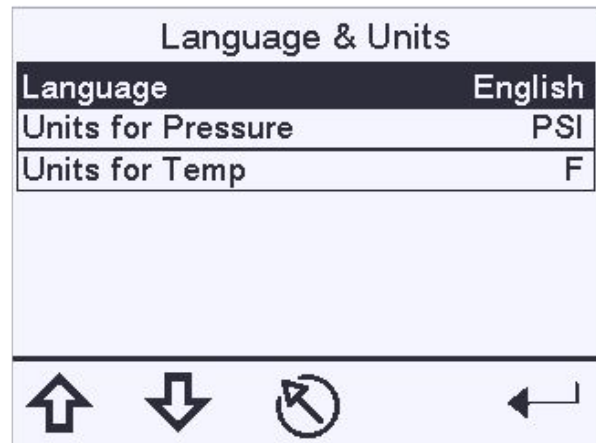 Language & Units
Language English
Units for Pressure PSI
Units for Temp F